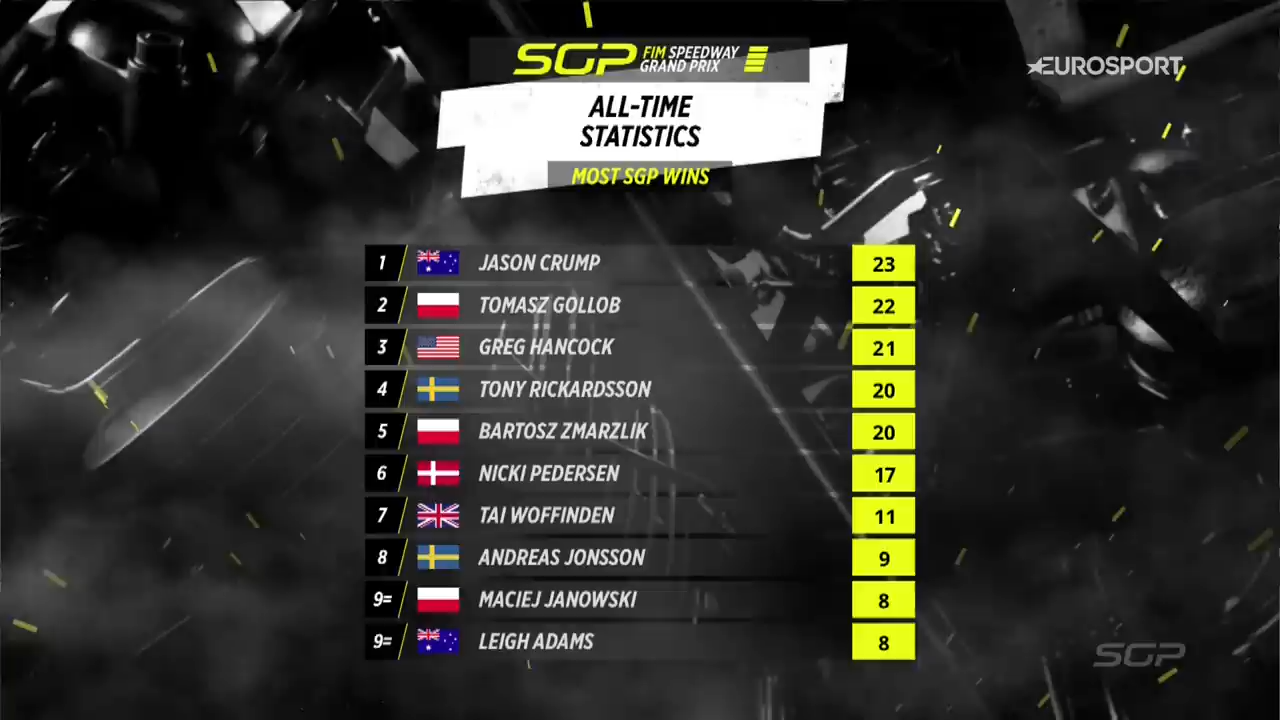 SGP FIM SPEEDWAY
GRAND PRIX
EUROSPORT
ALL-TIME
STATISTICS
MOST SGP WINS
1 JASON CRUMP 23
2 TOMASZ GOLLOB 22
3 GREG HANCOCK 21
4 TONY RICKARDSSON 20
5 BARTOSZ ZMARZLIK 20
6 NICKI PEDERSEN 17
7 TAI WOFFINDEN 11
8 ANDREAS JONSSON 9
9= MACIEJ JANOWSKI 8
9= LEIGH ADAMS 8
SGP